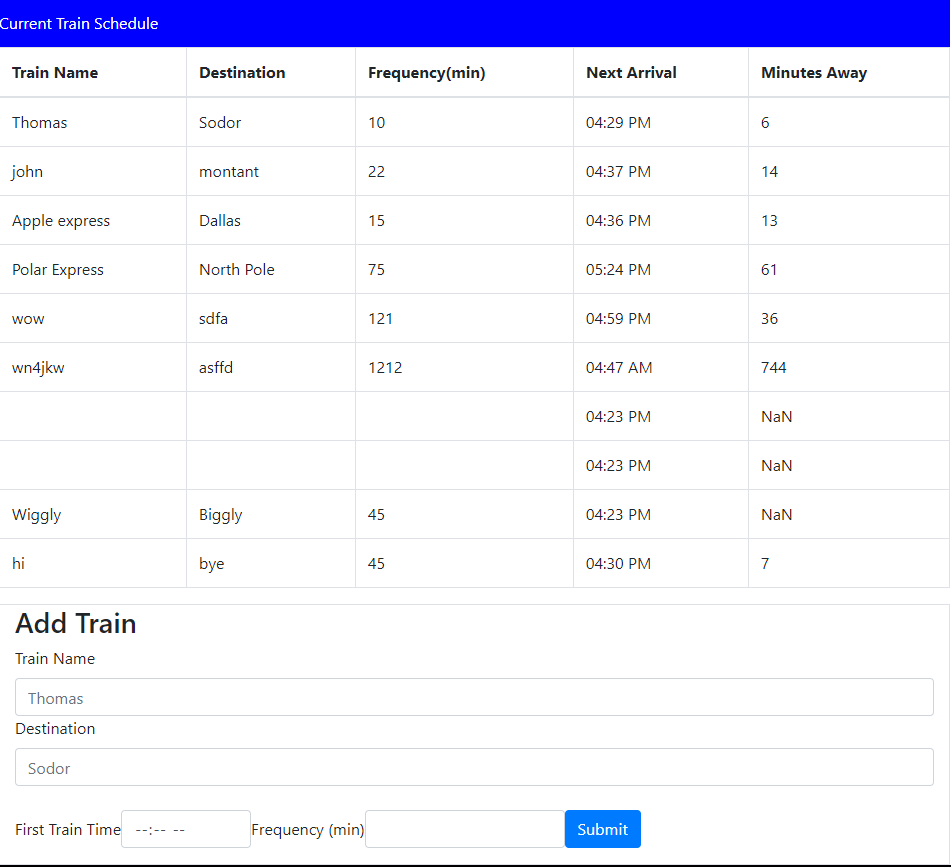 Current Train Schedule
Train Name Destination Frequency(min) Next Arrival Minutes Away
Thomas Sodor 10 04:29 PM 6
john montant 22 04:37 PM 14
Apple express Dallas 15 04:36 PM 13
Polar Express North Pole 75 05:24 PM 61
wow sdfa 121 04:59 PM 36
wn4jkw asffd 1212 04:47 AM 744
04:23 PM NaN
04:23 PM NaN
Wiggly Biggly 45 04:23 PM NaN
hi bye 45 04:30 PM 7
Add Train
Train Name
Thomas
Destination
Sodor
First Train Time --:-- -- Frequency (min) Submit